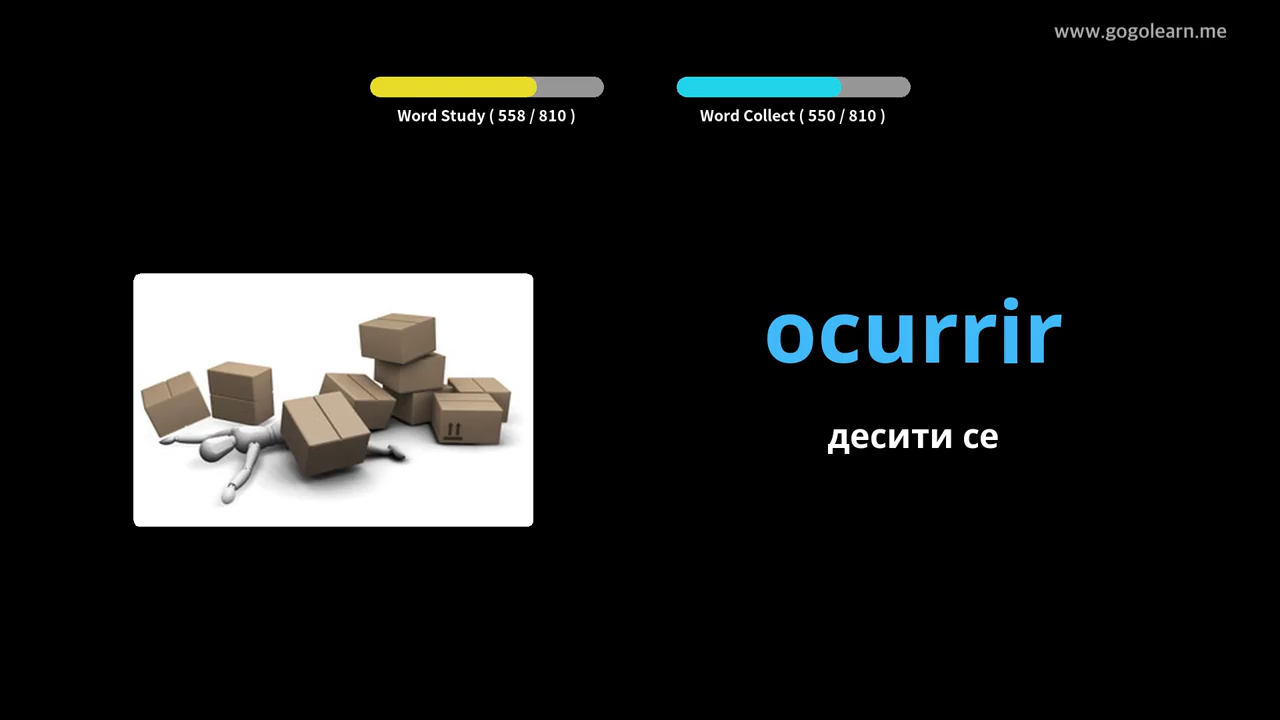 www.gogolearn.me
Word Study ( 558 / 810 )
Word Collect ( 550 / 810 )
ocurrir
десити се